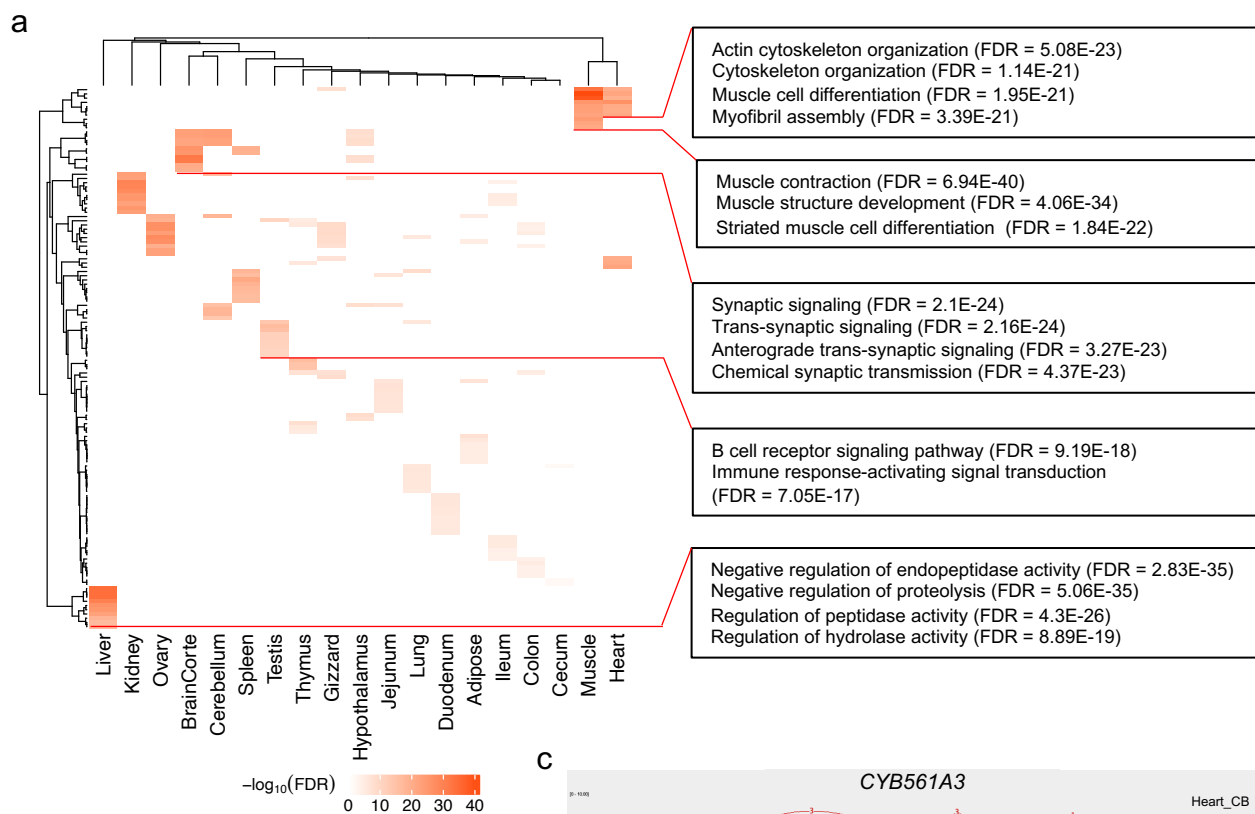 a
Actin cytoskeleton organization (FDR = 5.08E-23)
Cytoskeleton organization (FDR = 1.14E-21)
Muscle cell differentiation (FDR = 1.95E-21)
Myofibril assembly (FDR = 3.39E-21)
Muscle contraction (FDR = 6.94E-40)
Muscle structure development (FDR = 4.06E-34)
Striated muscle cell differentiation (FDR = 1.84E-22)
Synaptic signaling (FDR = 2.1E-24)
Trans-synaptic signaling (FDR = 2.16E-24)
Anterograde trans-synaptic signaling (FDR = 3.27E-23)
Chemical synaptic transmission (FDR = 4.37E-23)
B cell receptor signaling pathway (FDR = 9.19E-18)
Immune response-activating signal transduction
(FDR = 7.05E-17)
Negative regulation of endopeptidase activity (FDR = 2.83E-35)
Negative regulation of proteolysis (FDR = 5.06E-35)
Regulation of peptidase activity (FDR = 4.3E-26)
Regulation of hydrolase activity (FDR = 8.89E-19)
Liver
Kidney
Ovary
BrainCorte
Cerebellum
Spleen
Testis
Thymus
Gizzard
Hypothalamus
Jejunum
Lung
Duodenum
Adipose
Ileum
Colon
Cecum
Muscle
Heart
−log10(FDR)
0 10 20 30 40
c
CYB561A3
[0 - 10.00]
Heart_CB
3
3